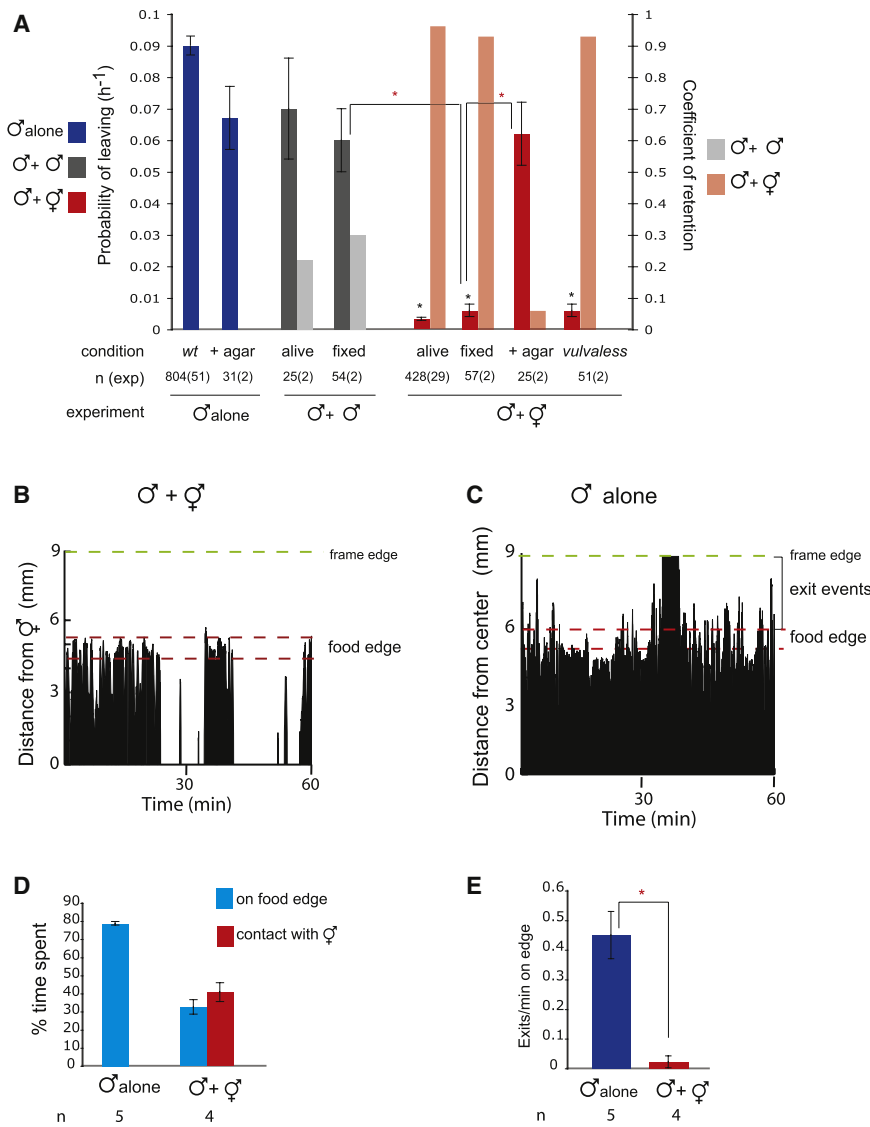 A
Probability of leaving (h-1)
0.1
0.09
0.08
0.07
0.06
0.05
0.04
0.03
0.02
0.01
0
1
0.9
0.8
0.7
0.6
0.5
0.4
0.3
0.2
0.1
0
Coefficient of retention
♂alone
♂+ ♂
♂+ ⚥
♂+ ♂
♂+ ⚥
* *
* * *
condition wt + agar alive fixed alive fixed + agar vulvaless
n (exp) 804(51) 31(2) 25(2) 54(2) 428(29) 57(2) 25(2) 51(2)
experiment ♂alone ♂+ ♂ ♂+ ⚥
B ♂ + ⚥
Distance from ⚥ (mm)
9
6
3
0
frame edge
food edge
30 60
Time (min)
C ♂ alone
Distance from center (mm)
9
6
3
0
frame edge
exit events
food edge
30 60
Time (min)
D
% time spent
90
80
70
60
50
40
30
20
10
0
on food edge
contact with ⚥
♂alone ♂+ ⚥
n 5 4
E
Exits/min on edge
0.6
0.5
0.4
0.3
0.2
0.1
0
*
♂alone ♂+ ⚥
n 5 4